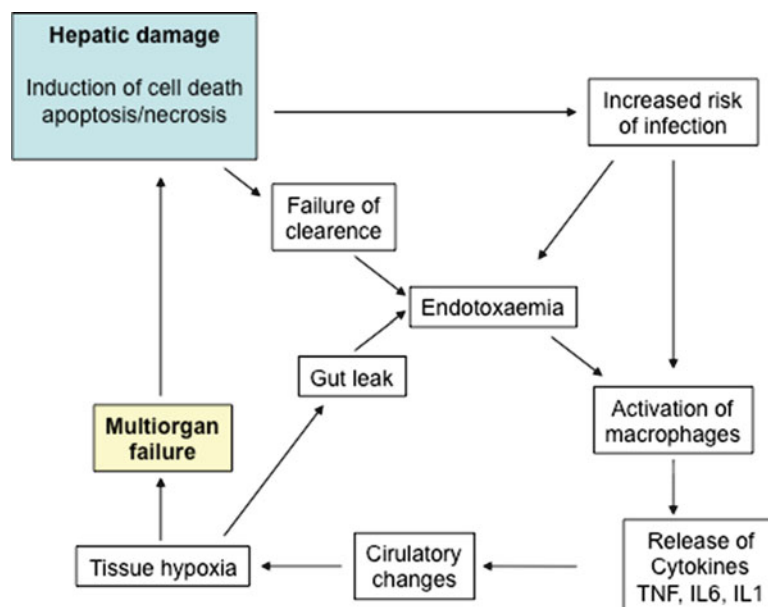 Hepatic damage
Induction of cell death
apoptosis/necrosis
Increased risk
of infection
Failure of
clearence
Endotoxaemia
Gut leak
Activation of
macrophages
Multiorgan
failure
Tissue hypoxia
Cirulatory
changes
Release of
Cytokines
TNF, IL6, IL1